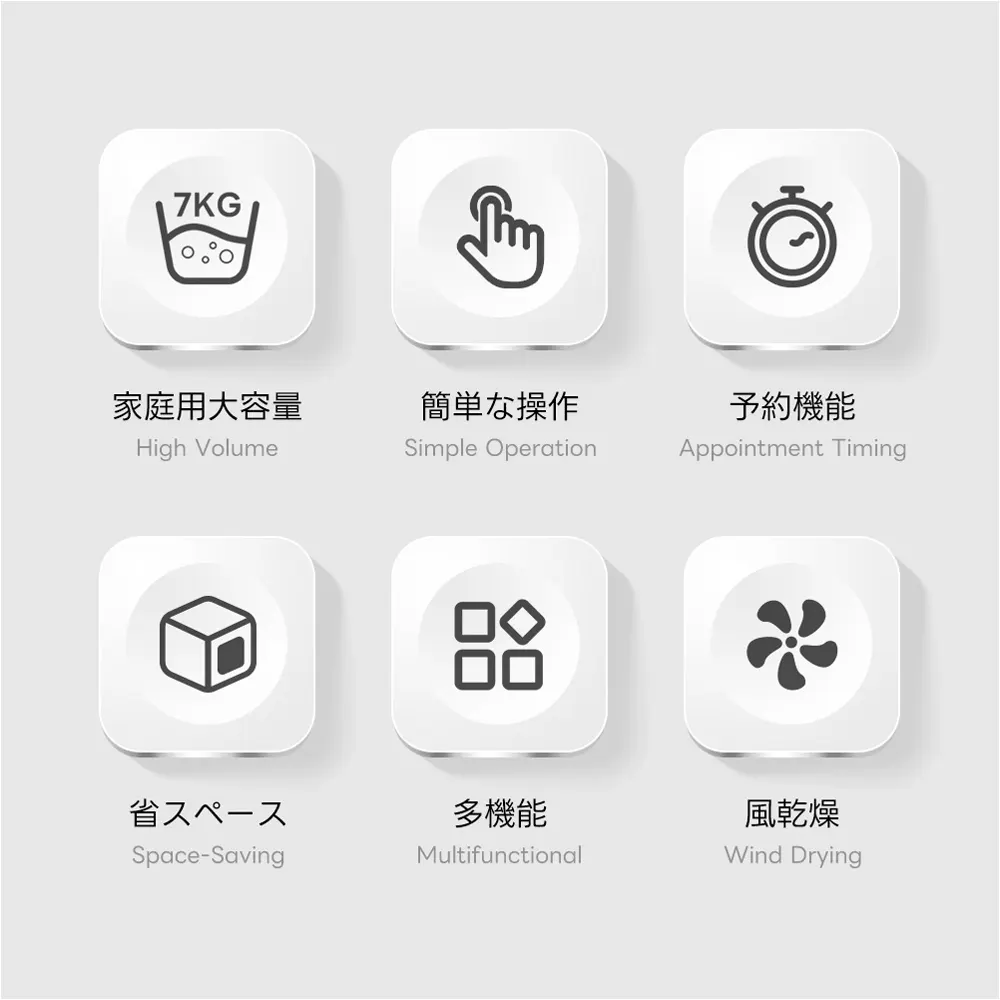 7KG
家庭用大容量
High Volume
簡単な操作
Simple Operation
予約機能
Appointment Timing
省スペース
Space-Saving
多機能
Multifunctional
風乾燥
Wind Drying